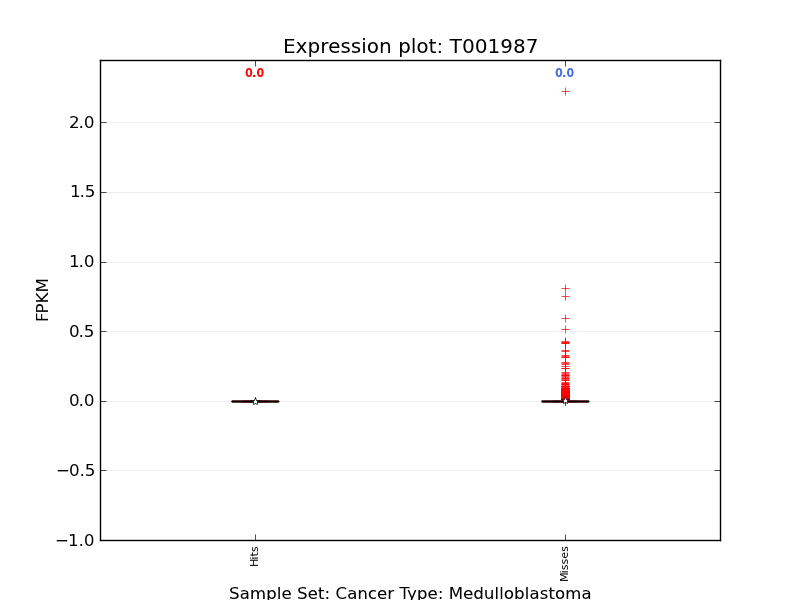 Expression plot: T001987
0.0
0.0
2.0
1.5
1.0
0.5
0.0
−0.5
−1.0
FPKM
Hits
Misses
Sample Set: Cancer Type: Medulloblastoma